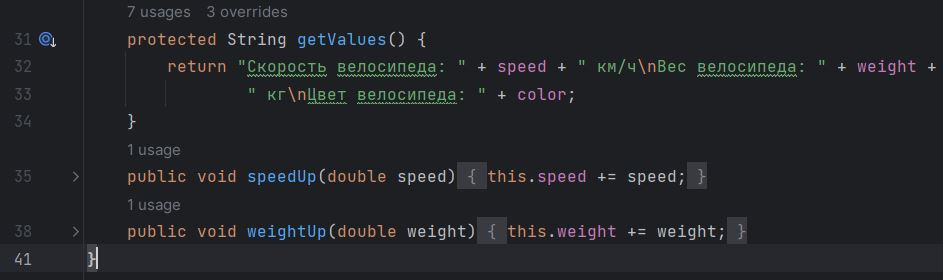 7 usages 3 overrides
31 protected String getValues() {
32 return "Скорость велосипеда: " + speed + " км/ч\nВес велосипеда: " + weight +
33 " кг\nЦвет велосипеда: " + color;
34 }
1 usage
35 public void speedUp(double speed) { this.speed += speed; }
1 usage
38 public void weightUp(double weight) { this.weight += weight; }
41 }